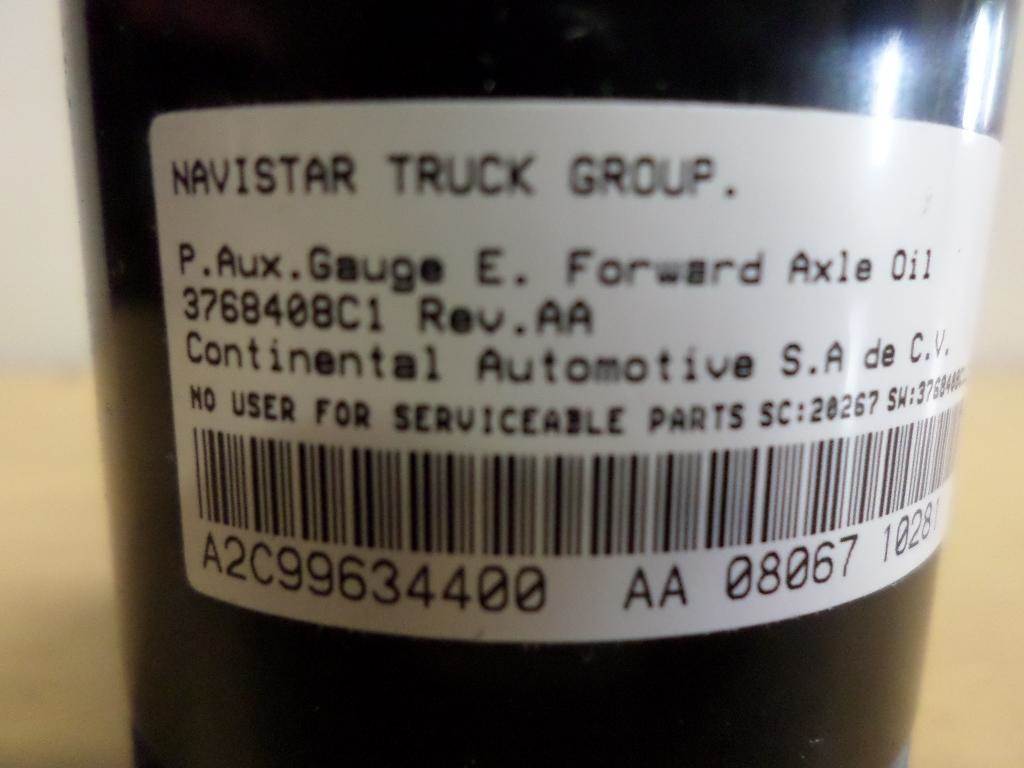 NAVISTAR TRUCK GROUP.
P.Aux.Gauge E. Forward Axle Oil
3768408C1 Rev.AA
Continental Automotive S.A de C.V.
NO USER FOR SERVICEABLE PARTS SC:20267
A2C99634400 AA 08067